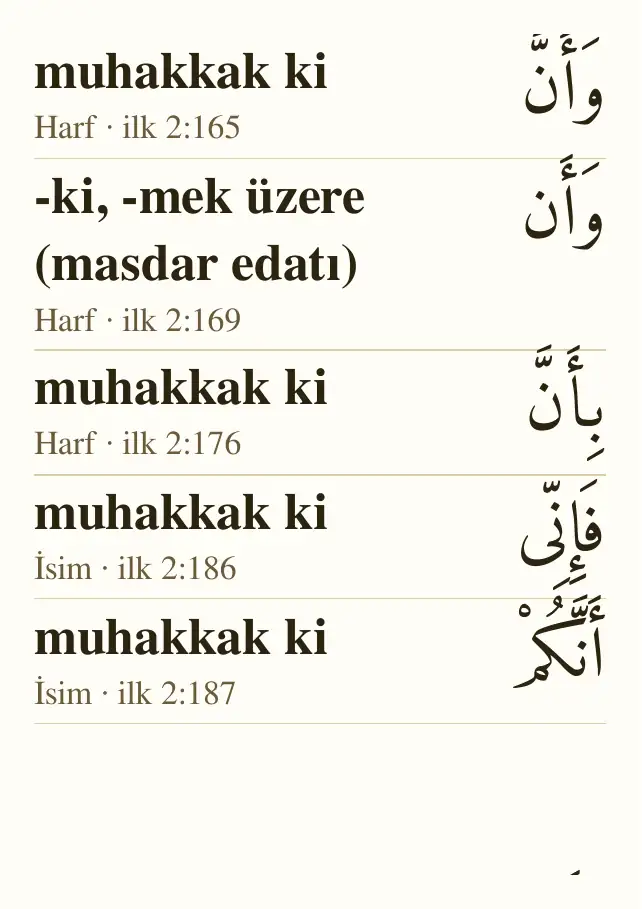 muhakkak ki وَأَنَّ
Harf · ilk 2:165
-ki, -mek üzere وَأَن
(masdar edatı)
Harf · ilk 2:169
muhakkak ki بِأَنَّ
Harf · ilk 2:176
muhakkak ki فَإِنِّى
İsim · ilk 2:186
muhakkak ki أَنَّكُمْ
İsim · ilk 2:187